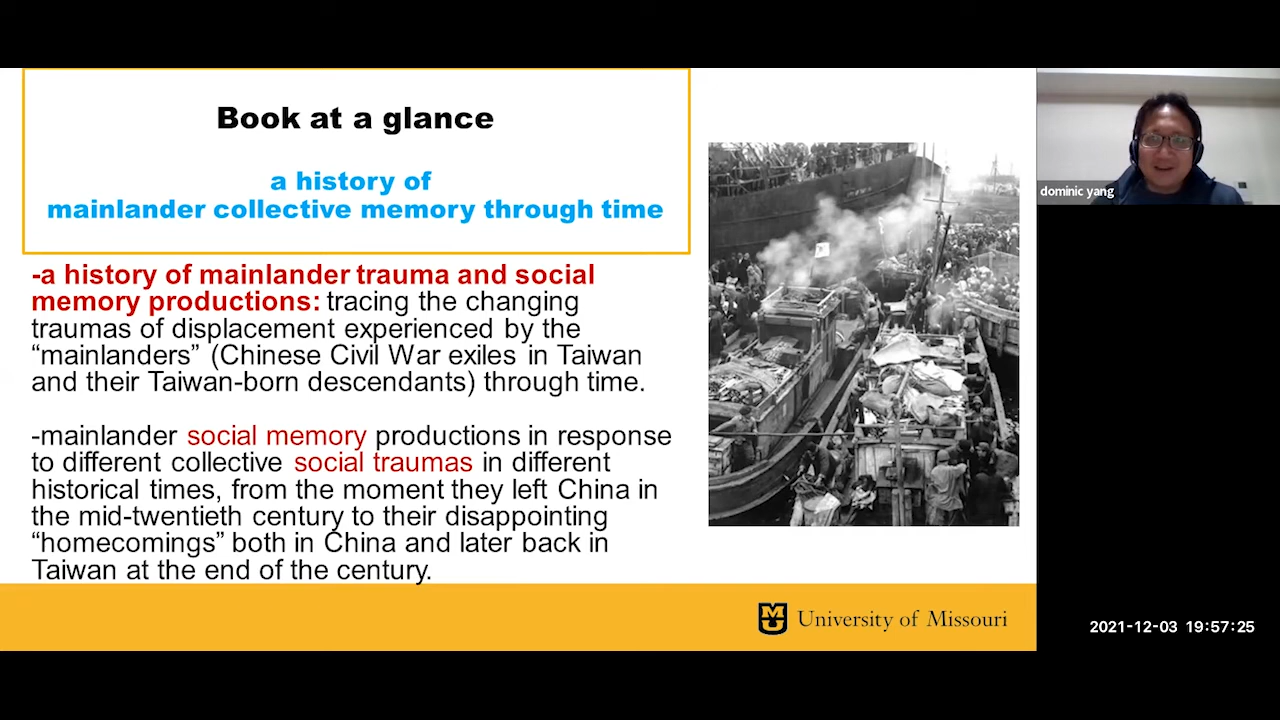 Book at a glance
a history of
mainlander collective memory through time
-a history of mainlander trauma and social
memory productions: tracing the changing
traumas of displacement experienced by the
“mainlanders” (Chinese Civil War exiles in Taiwan
and their Taiwan-born descendants) through time.
-mainlander social memory productions in response
to different collective social traumas in different
historical times, from the moment they left China in
the mid-twentieth century to their disappointing
“homecomings” both in China and later back in
Taiwan at the end of the century.
University of Missouri
dominic yang
2021-12-03 19:57:25